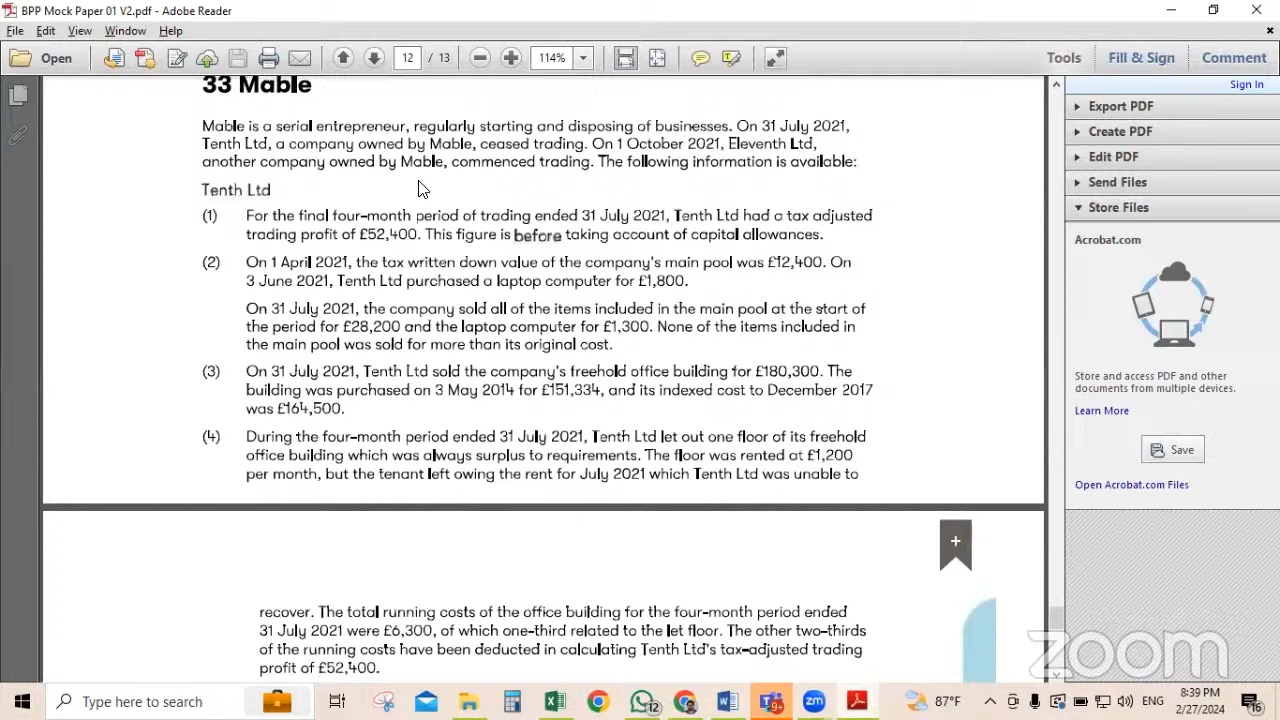 BPP Mock Paper 01 V2.pdf - Adobe Reader
File Edit View Window Help
Open 12 / 13 114% Tools Fill & Sign Comment
Sign In
33 Mable
Mable is a serial entrepreneur, regularly starting and disposing of businesses. On 31 July 2021,
Tenth Ltd, a company owned by Mable, ceased trading. On 1 October 2021, Eleventh Ltd,
another company owned by Mable, commenced trading. The following information is available:
Tenth Ltd
(1) For the final four-month period of trading ended 31 July 2021, Tenth Ltd had a tax adjusted
trading profit of £52,400. This figure is before taking account of capital allowances.
(2) On 1 April 2021, the tax written down value of the company's main pool was £12,400. On
3 June 2021, Tenth Ltd purchased a laptop computer for £1,800.
On 31 July 2021, the company sold all of the items included in the main pool at the start of
the period for £28,200 and the laptop computer for £1,300. None of the items included in
the main pool was sold for more than its original cost.
(3) On 31 July 2021, Tenth Ltd sold the company's freehold office building for £180,300. The
building was purchased on 3 May 2014 for £151,334, and its indexed cost to December 2017
was £164,500.
(4) During the four-month period ended 31 July 2021, Tenth Ltd let out one floor of its freehold
office building which was always surplus to requirements. The floor was rented at £1,200
per month, but the tenant left owing the rent for July 2021 which Tenth Ltd was unable to
recover. The total running costs of the office building for the four-month period ended
31 July 2021 were £6,300, of which one-third related to the let floor. The other two-thirds
of the running costs have been deducted in calculating Tenth Ltd's tax-adjusted trading
profit of £52,400.
Export PDF
Create PDF
Edit PDF
Send Files
Store Files
Acrobat.com
Store and access PDF and other
documents from multiple devices.
Learn More
Save
Open Acrobat.com Files
zoom
Type here to search
12
9+
zm
87°F
ENG
8:39 PM
2/27/2024
16